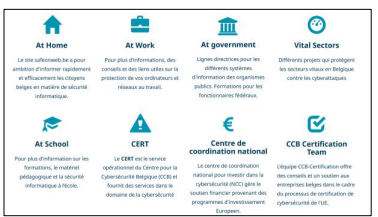 At Home
Le site safeonweb.be a pour
ambition d'informer rapidement
et efficacement les citoyens
belges en matière de sécurité
informatique.
At Work
Pour plus d'informations, des
conseils et des liens utiles sur la
protection de vos ordinateurs et
réseaux au travail.
At government
Lignes directrices pour les
différents systèmes
d'information des organismes
publics. Formations pour les
fonctionnaires fédéraux.
Vital Sectors
Différents projets qui protègent
les secteurs vitaux en Belgique
contre les cyberattaques
At School
Pour plus d'information sur les
formations, le matériel
pédagogique et la sécurité
informatique à l'école.
CERT
Le CERT est le service
opérationnel du Centre pour la
Cybersécurité Belgique (CCB) et
fournit des services dans le
domaine de la cybersécurité
Centre de
coordination national
Le centre de coordination
national pour investir dans la
cybersécurité (NCC) gère le
soutien financier provenant des
programmes d'investissement
Européen.
CCB Certification
Team
L'équipe CCB-Certification offre
des conseils et un soutien aux
entreprises belges dans le cadre
du processus de certification de
cybersécurité de l'UE.